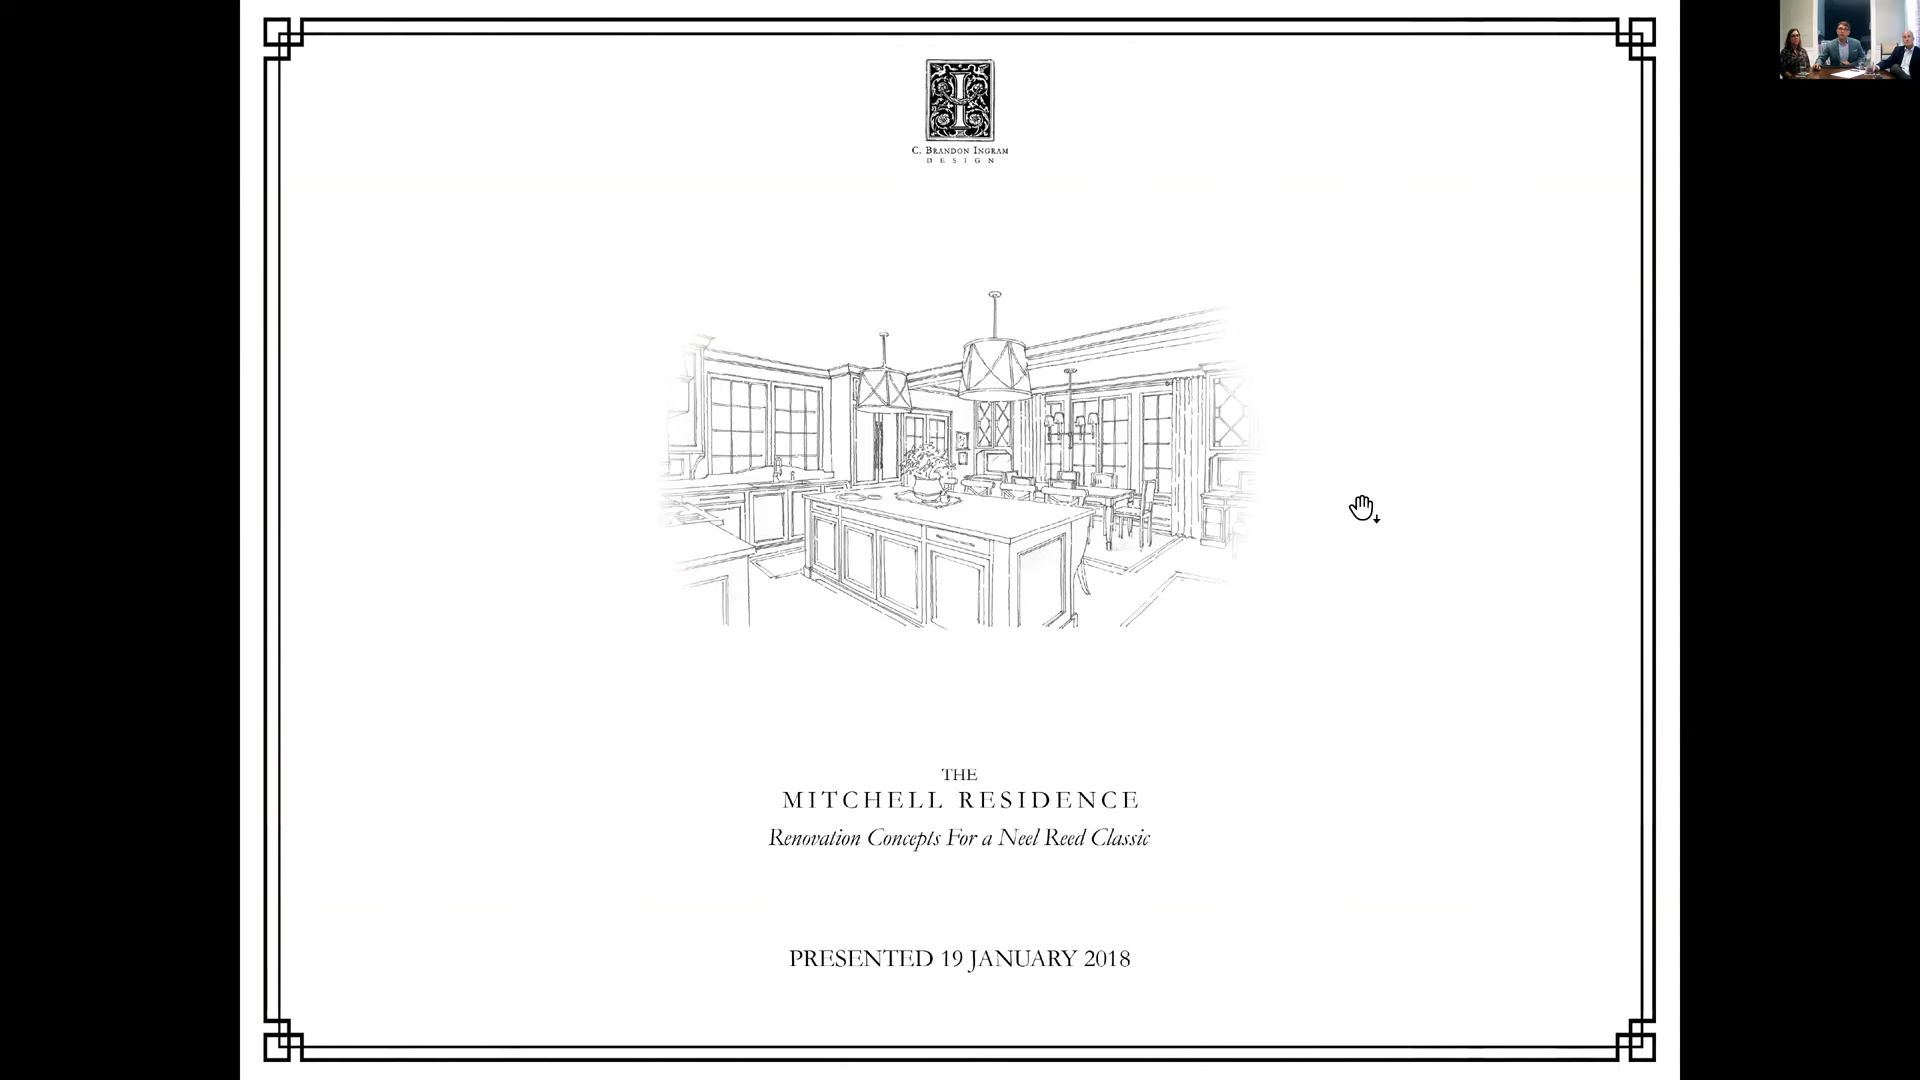 I
C. BRANDON INGRAM
DESIGN
THE
MITCHELL RESIDENCE
Renovation Concepts For a Neel Reed Classic
PRESENTED 19 JANUARY 2018